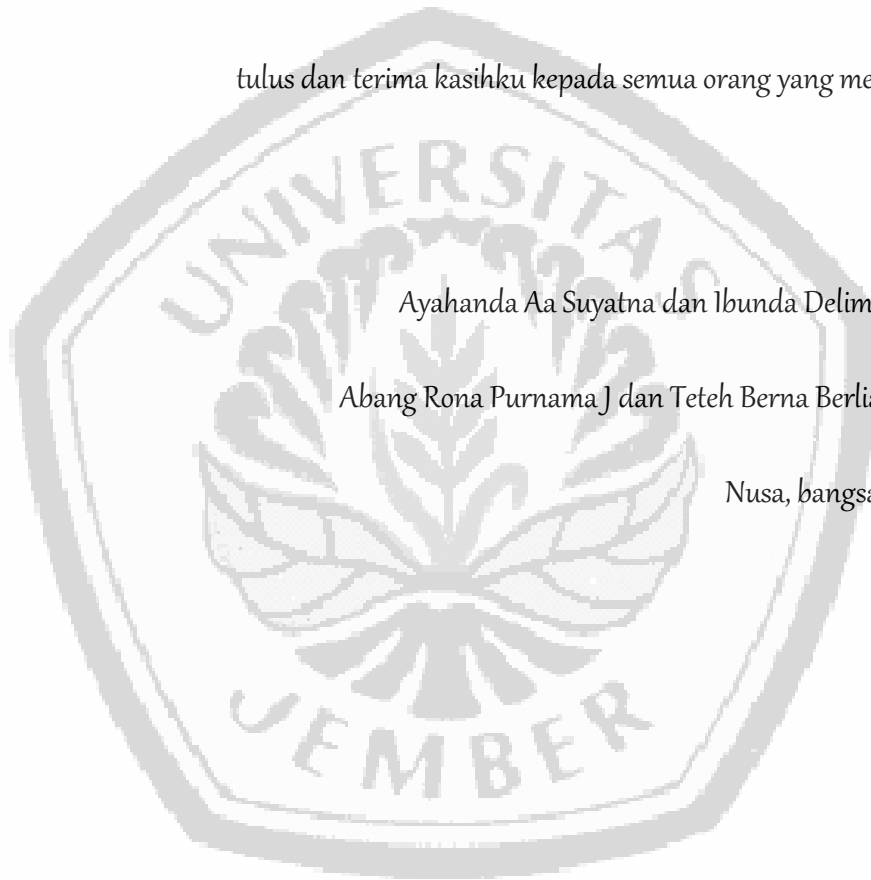 tulus dan terima kasihku kepada semua orang yang me
UNIVERSITAS
Ayahanda Aa Suyatna dan Ibunda Delim
Abang Rona Purnama J dan Teteh Berna Berlia
Nusa, bangsa
JEMBER